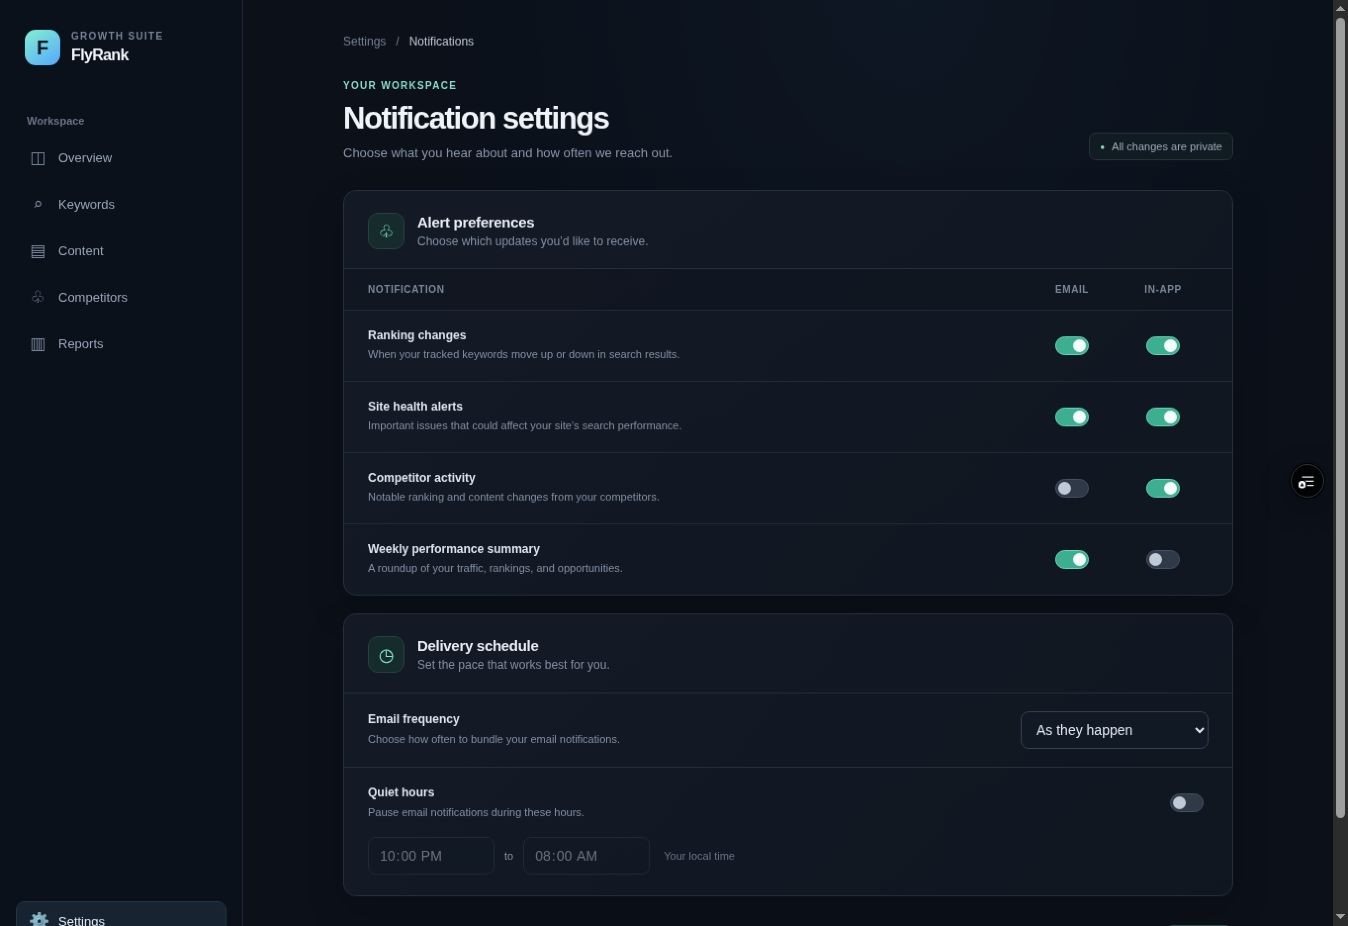 F
GROWTH SUITE
FlyRank
Workspace
Overview
Keywords
Content
Competitors
Reports
Settings
Settings / Notifications
YOUR WORKSPACE
Notification settings
Choose what you hear about and how often we reach out.
• All changes are private
Alert preferences
Choose which updates you’d like to receive.
NOTIFICATION EMAIL IN-APP
Ranking changes
When your tracked keywords move up or down in search results.
Site health alerts
Important issues that could affect your site’s search performance.
Competitor activity
Notable ranking and content changes from your competitors.
Weekly performance summary
A roundup of your traffic, rankings, and opportunities.
Delivery schedule
Set the pace that works best for you.
Email frequency
Choose how often to bundle your email notifications.
As they happen
Quiet hours
Pause email notifications during these hours.
10:00 PM to 08:00 AM Your local time